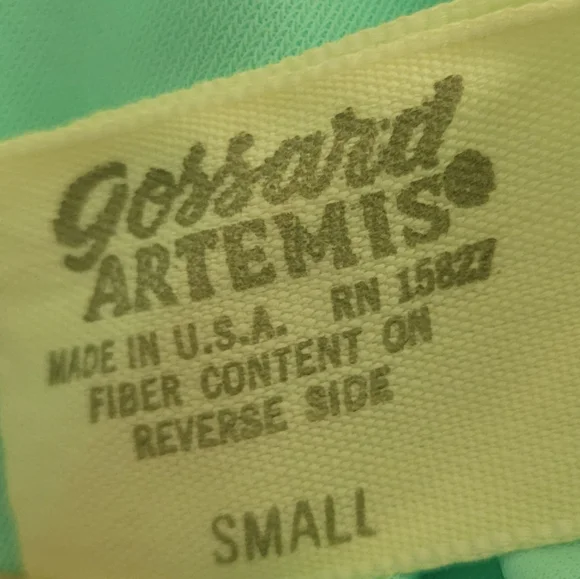 gossard
ARTEMIS
MADE IN U.S.A. RN 15827
FIBER CONTENT ON
REVERSE SIDE
SMALL